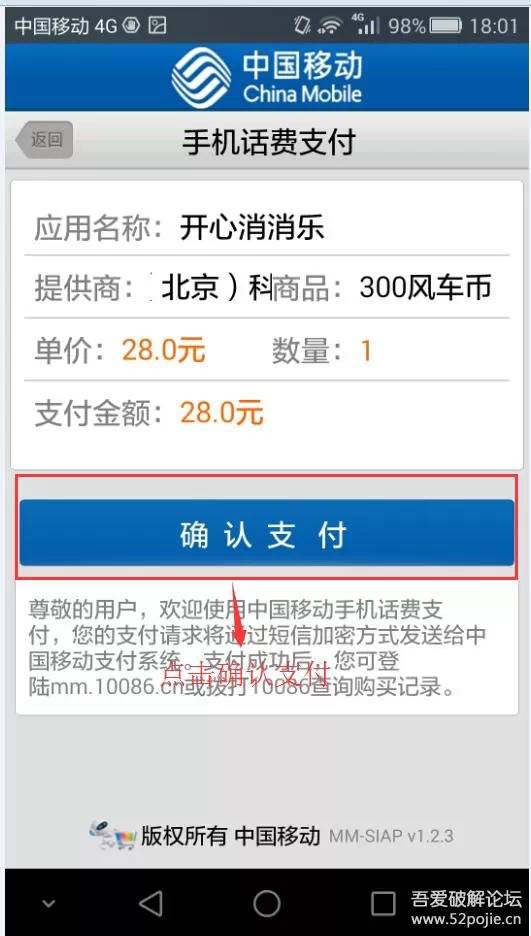 中国移动 4G 4G 98% 18:01
中国移动
China Mobile
返回 手机话费支付
应用名称：开心消消乐
提供商： 北京）科商品：300风车币
单价：28.0元 数量：1
支付金额：28.0元
确认支付
尊敬的用户，欢迎使用中国移动手机话费支
付，您的支付请求将通过短信加密方式发送给中
国移动支付系统。支付成功后，您可登
陆mm.10086.cn或拨打10086查询购买记录。
点击确认支付
版权所有 中国移动 MM-SIAP v1.2.3
吾爱破解论坛
www.52pojie.cn